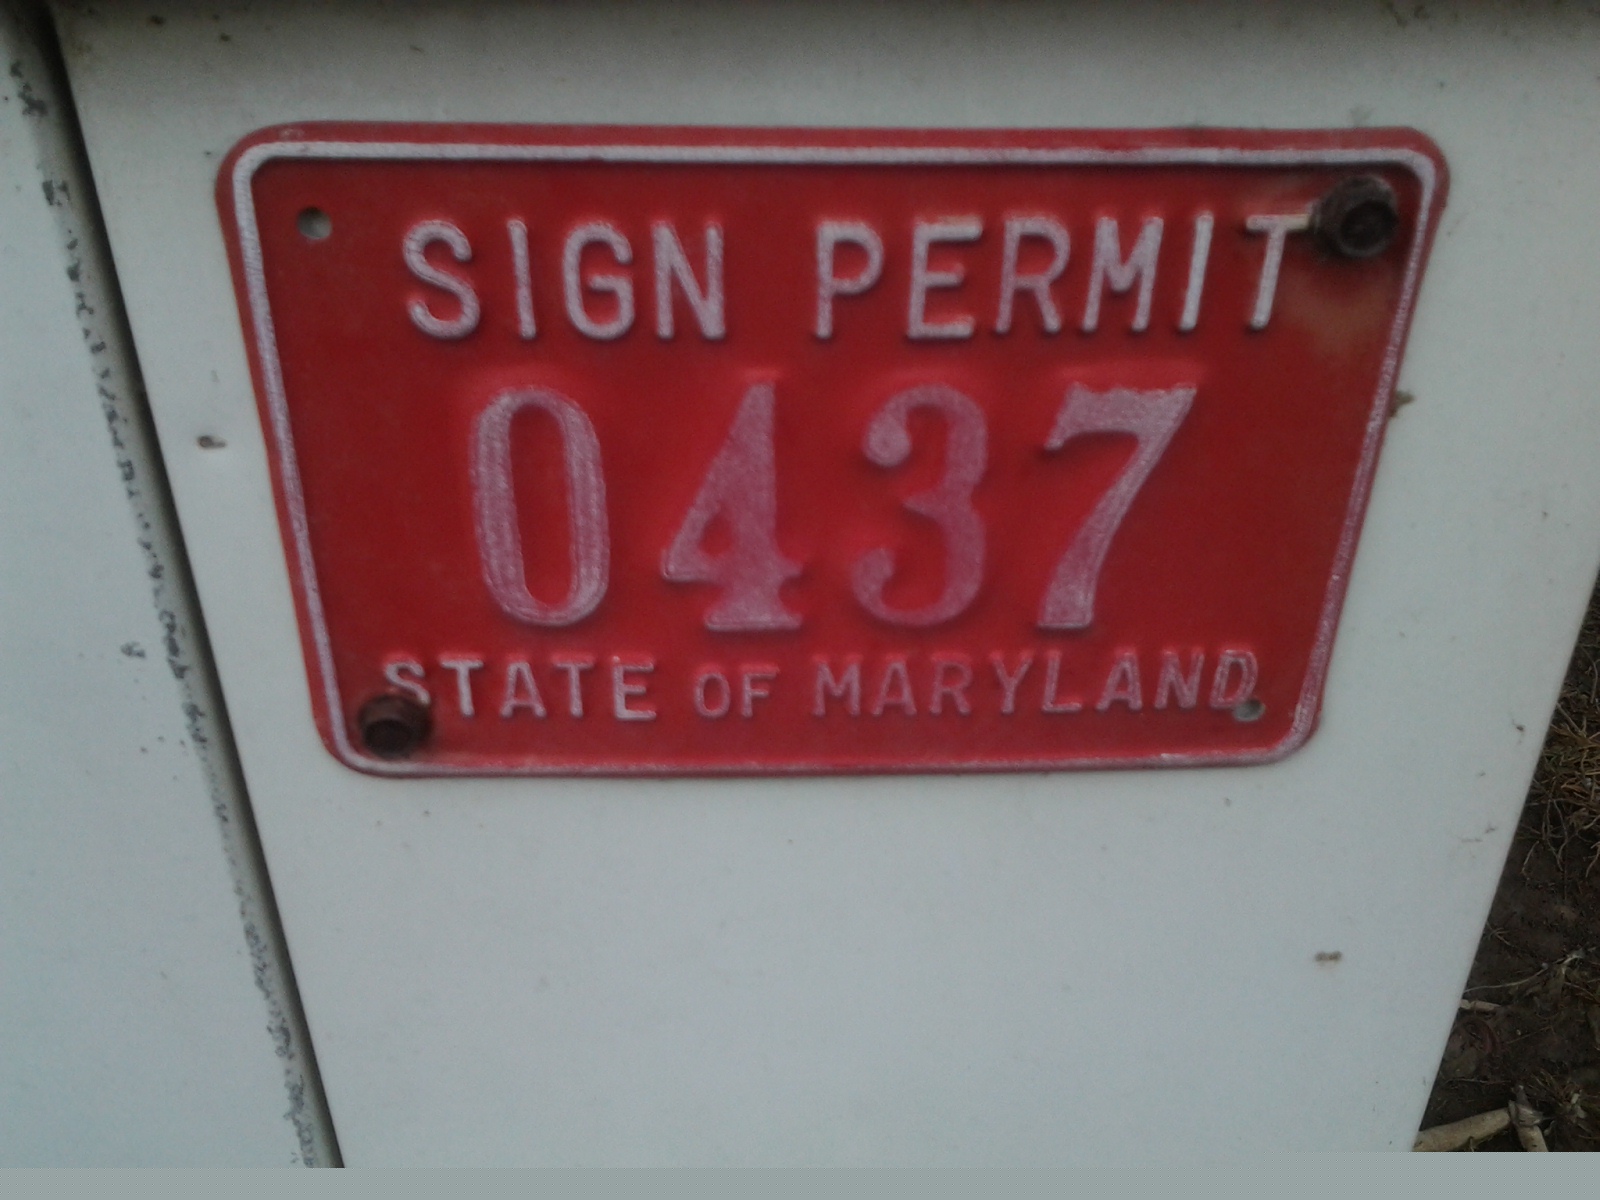 SIGN PERMIT
0437
STATE OF MARYLAND